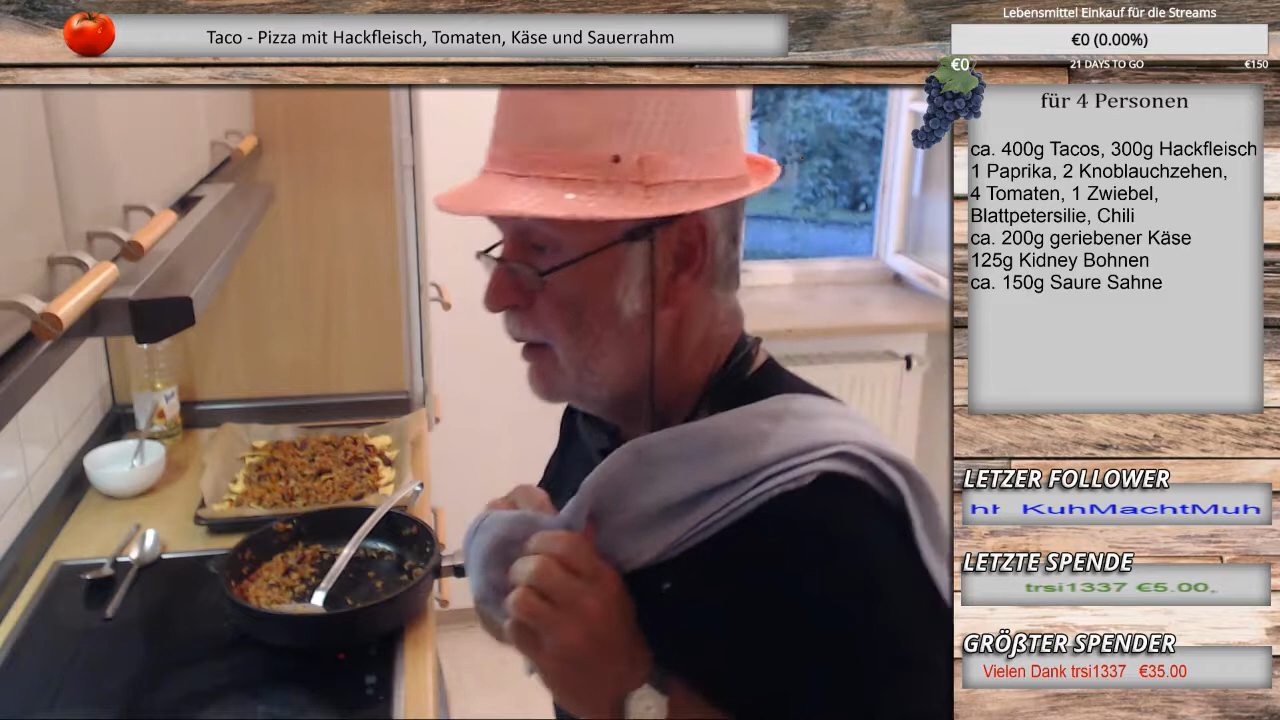 Taco - Pizza mit Hackfleisch, Tomaten, Käse und Sauerrahm
Lebensmittel Einkauf für die Streams
€0 (0.00%)
€0 21 DAYS TO GO €150
für 4 Personen
ca. 400g Tacos, 300g Hackfleisch
1 Paprika, 2 Knoblauchzehen,
4 Tomaten, 1 Zwiebel,
Blattpetersilie, Chili
ca. 200g geriebener Käse
125g Kidney Bohnen
ca. 150g Saure Sahne
LETZER FOLLOWER
KuhMachtMuh
LETZTE SPENDE
trsi1337 €5.00
GRÖßTER SPENDER
Vielen Dank trsi1337 €35.00